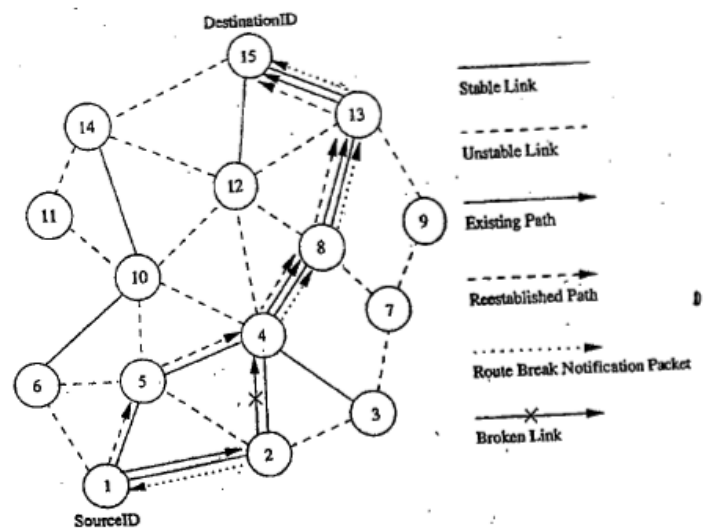 DestinationID
15
14
13
12
11
9
8
10
7
4
5
6
3
2
1
SourceID
Stable Link
Unstable Link
Existing Path
Reestablished Path
Route Break Notification Packet
Broken Link